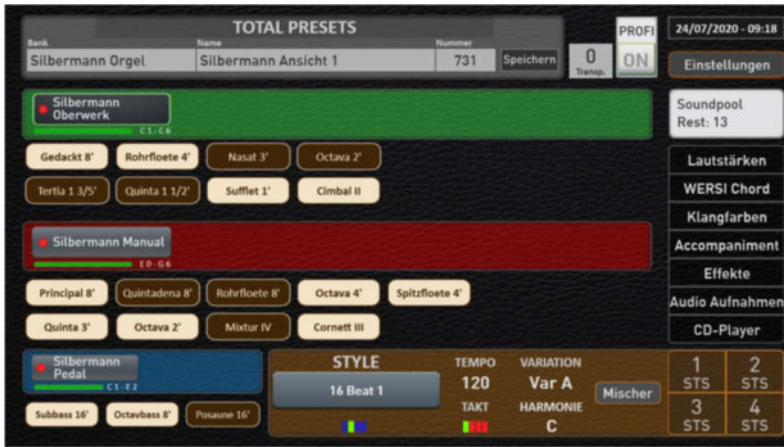 TOTAL PRESETS
PROFI
24/07/2020 - 09:18
Bank
Name
Nummer
Silbermann Orgel
Silbermann Ansicht 1
731
Speichern
0
Transp.
ON
Einstellungen
Silbermann
Oberwerk
C1-C6
Soundpool
Rest: 13
Gedackt 8'
Rohrfloete 4'
Nasat 3'
Octava 2'
Tertia 1 3/5'
Quinta 1 1/2'
Sufflet 1'
Cimbal II
Lautstärken
WERSI Chord
Klangfarben
Accompaniment
Effekte
Audio Aufnahmen
CD-Player
Silbermann Manual
E0-G6
Principal 8'
Quintadena 8'
Rohrfloete 8'
Octava 4'
Spitzfloete 4'
Quinta 3'
Octava 2'
Mixtur IV
Cornett III
Silbermann
Pedal
C1-E2
Subbass 16'
Octavbass 8'
Posaune 16'
STYLE
16 Beat 1
TEMPO
120
TAKT
VARIATION
Var A
HARMONIE
C
Mischer
1
STS
2
STS
3
STS
4
STS